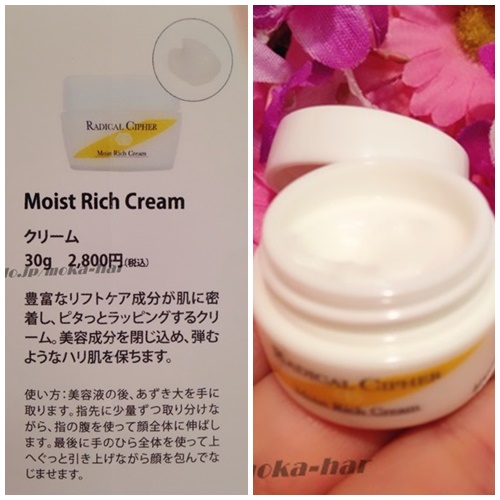 RADICAL CIPHER
Moist Rich Cream
Moist Rich Cream
クリーム
30g 2,800円(税込)
lo.jp/moka-har
豊富なリフトケア成分が肌に密
着し、ピタっとラッピングするクリ
ーム。美容成分を閉じ込め、弾む
ようなハリ肌を保ちます。
使い方：美容液の後、あずき大を手に
取ります。指先に少量ずつ取り分けな
がら、指の腹を使って顔全体に伸ばし
ます。最後に手のひら全体を使って上
へぐっと引き上げながら顔を包んでな
じませます。
RADICAL CIPHER
Moist Rich Cream
moka-har